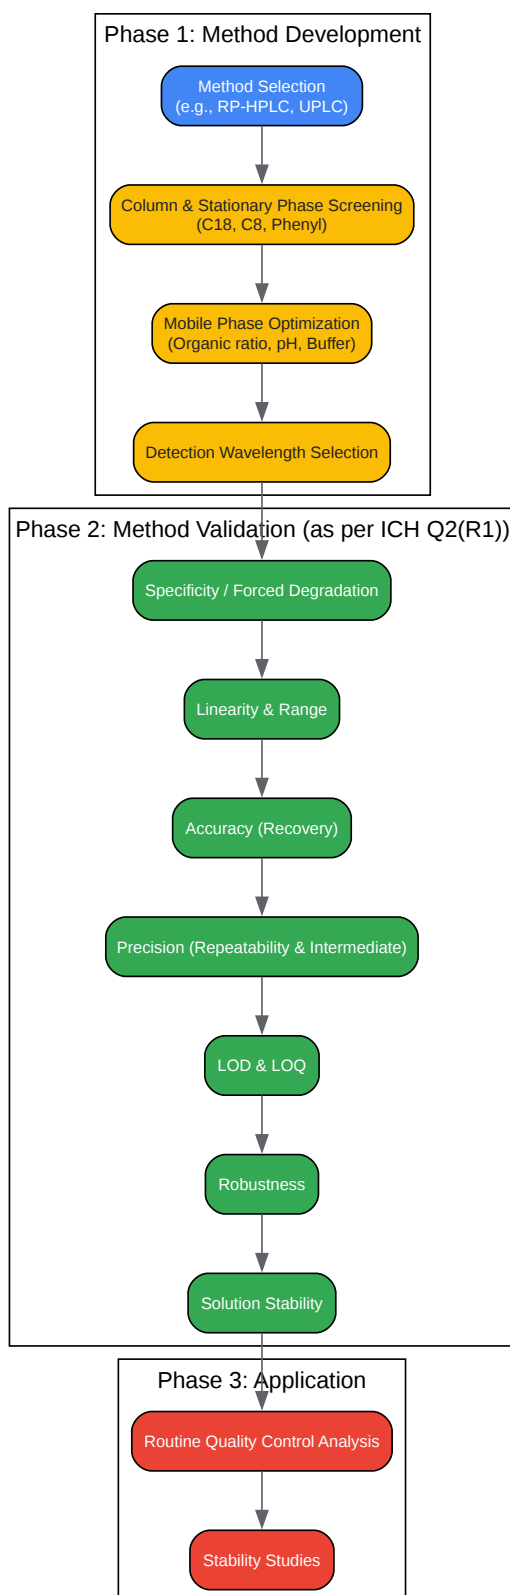 Phase 1: Method Development
Method Selection
(e.g., RP-HPLC, UPLC)
Column & Stationary Phase Screening
(C18, C8, Phenyl)
Mobile Phase Optimization
(Organic ratio, pH, Buffer)
Detection Wavelength Selection
Phase 2: Method Validation (as per ICH Q2(R1))
Specificity / Forced Degradation
Linearity & Range
Accuracy (Recovery)
Precision (Repeatability & Intermediate)
LOD & LOQ
Robustness
Solution Stability
Phase 3: Application
Routine Quality Control Analysis
Stability Studies